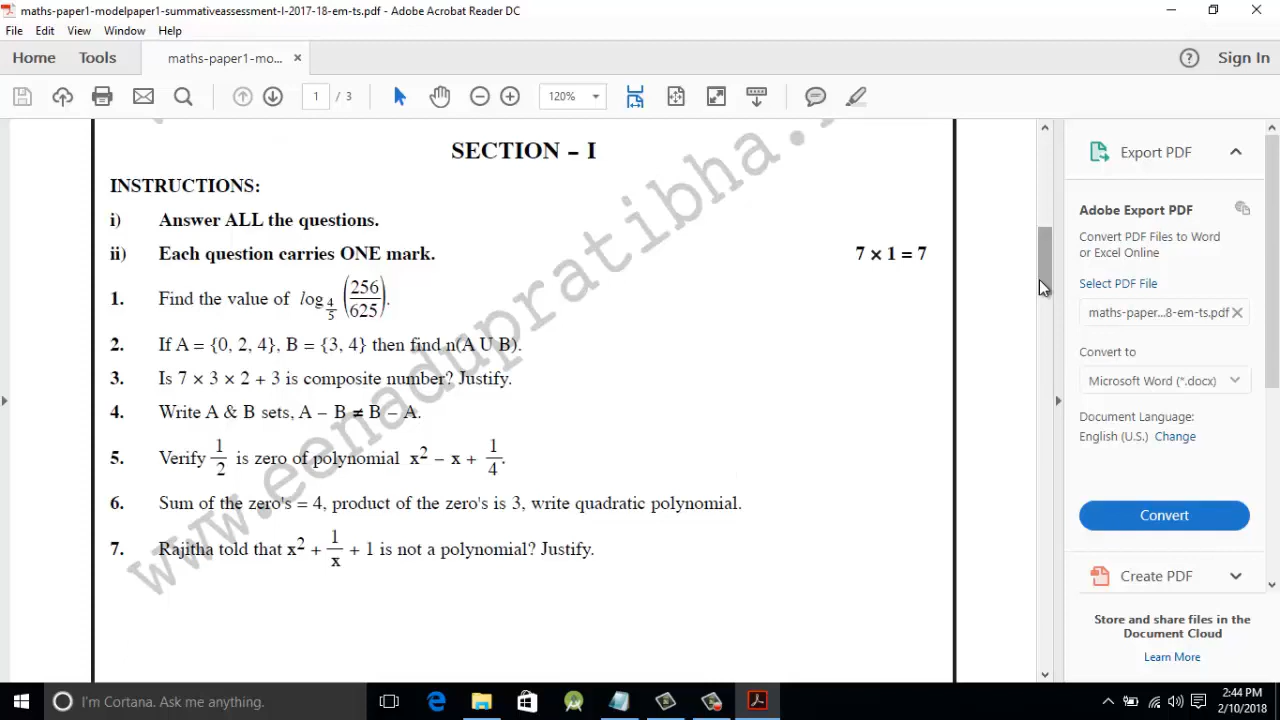 maths-paper1-modelpaper1-summativeassessment-I-2017-18-em-ts.pdf - Adobe Acrobat Reader DC
File Edit View Window Help
Home Tools maths-paper1-mo... × Sign In
1 / 3 120%
SECTION – I
INSTRUCTIONS:
i) Answer ALL the questions.
ii) Each question carries ONE mark. 7 × 1 = 7
1. Find the value of log_{4/5} (256/625).
2. If A = {0, 2, 4}, B = {3, 4} then find n(A U B).
3. Is 7 × 3 × 2 + 3 is composite number? Justify.
4. Write A & B sets, A – B ≠ B – A.
5. Verify 1/2 is zero of polynomial x² – x + 1/4.
6. Sum of the zero's = 4, product of the zero's is 3, write quadratic polynomial.
7. Rajitha told that x² + 1/x + 1 is not a polynomial? Justify.
www.eenadupratibha.
Export PDF
Adobe Export PDF
Convert PDF Files to Word
or Excel Online
Select PDF File
maths-paper...8-em-ts.pdf ×
Convert to
Microsoft Word (*.docx)
Document Language:
English (U.S.) Change
Convert
Create PDF
Store and share files in the
Document Cloud
Learn More
I'm Cortana. Ask me anything.
2:44 PM
2/10/2018